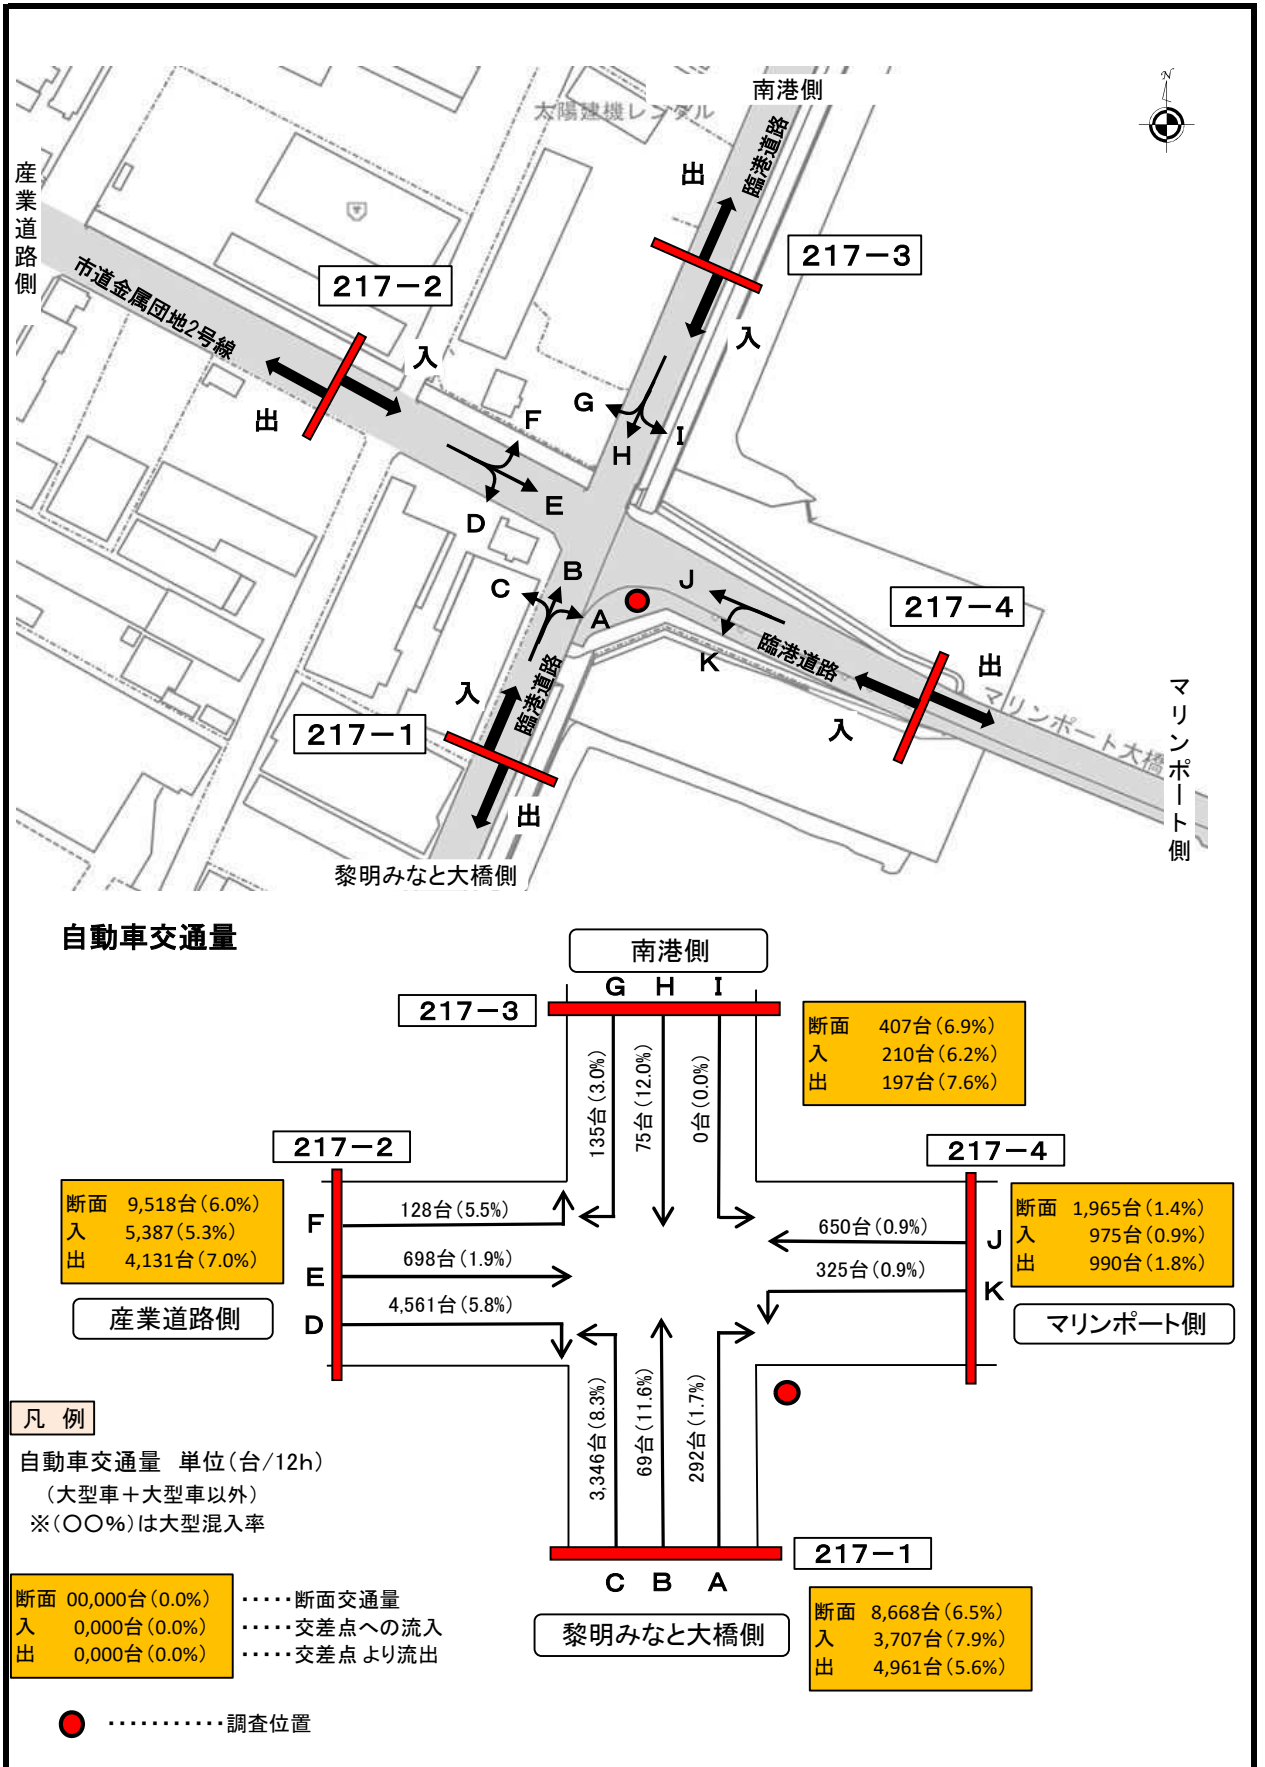 N
南港側
太陽建機レンタル
産業道路側
出
臨港道路
217-3
217-2
市道金属団地2号線
入
入
出
G
F
H
I
E
D
B
C
J
A
217-4
K
臨港道路
出
マリンポート大橋
マリンポート側
入
臨港道路
217-1
入
出
黎明みなと大橋側
自動車交通量
南港側
G H I
217-3
断面 407台(6.9%)
入 210台(6.2%)
出 197台(7.6%)
135台(3.0%)
75台(12.0%)
0台(0.0%)
217-2
217-4
断面 9,518台(6.0%)
入 5,387(5.3%)
出 4,131台(7.0%)
F
128台(5.5%)
E
698台(1.9%)
D
4,561台(5.8%)
産業道路側
650台(0.9%)
J
325台(0.9%)
K
断面 1,965台(1.4%)
入 975台(0.9%)
出 990台(1.8%)
マリンポート側
3,346台(8.3%)
69台(11.6%)
292台(1.7%)
凡 例
自動車交通量 単位(台/12h)
(大型車+大型車以外)
※(〇〇%)は大型混入率
217-1
C B A
黎明みなと大橋側
断面 8,668台(6.5%)
入 3,707台(7.9%)
出 4,961台(5.6%)
断面 00,000台(0.0%) ・・・・・断面交通量
入 0,000台(0.0%) ・・・・・交差点への流入
出 0,000台(0.0%) ・・・・・交差点より流出
・・・・・・・・・・・調査位置